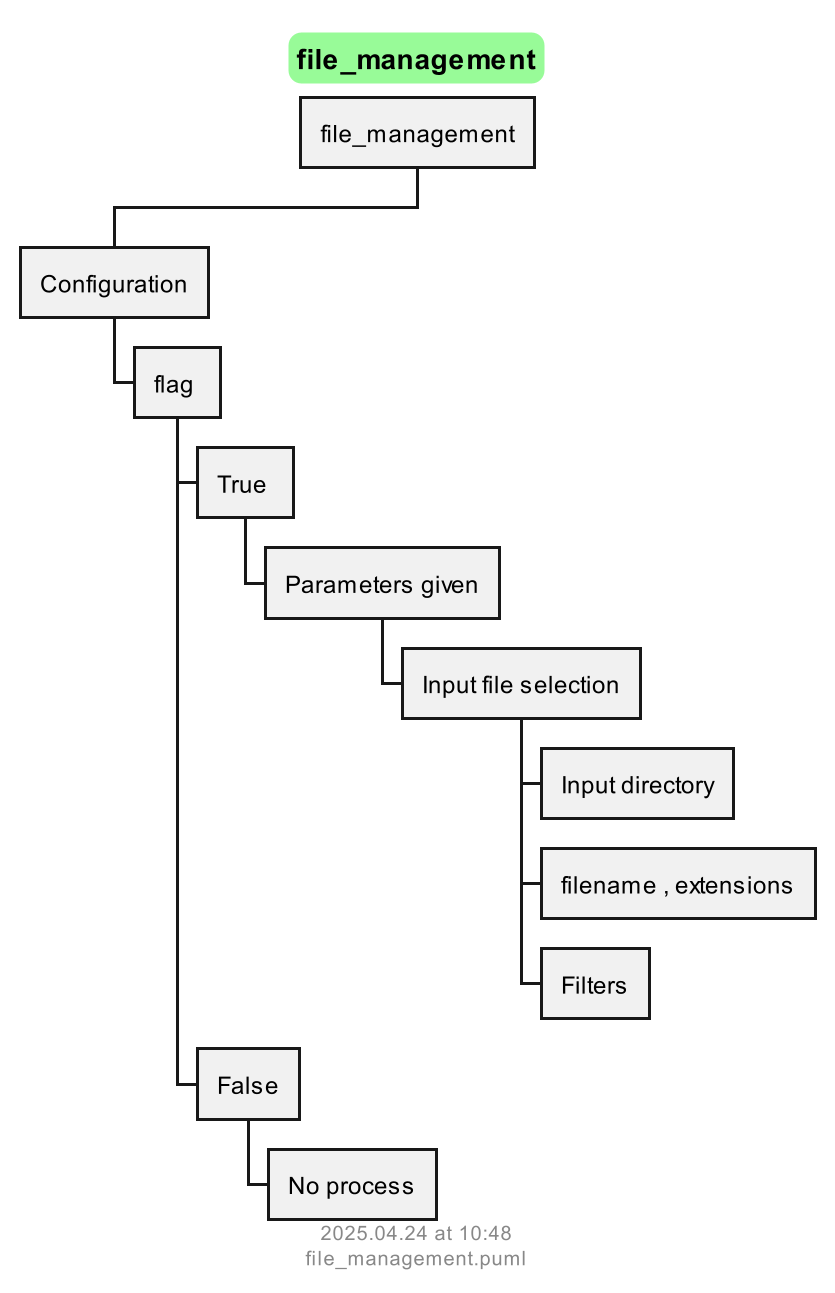 file_management
file_management
Configuration
flag
True
Parameters given
Input file selection
Input directory
filename , extensions
Filters
False
No process
2025.04.24 at 10:48
file_management.puml